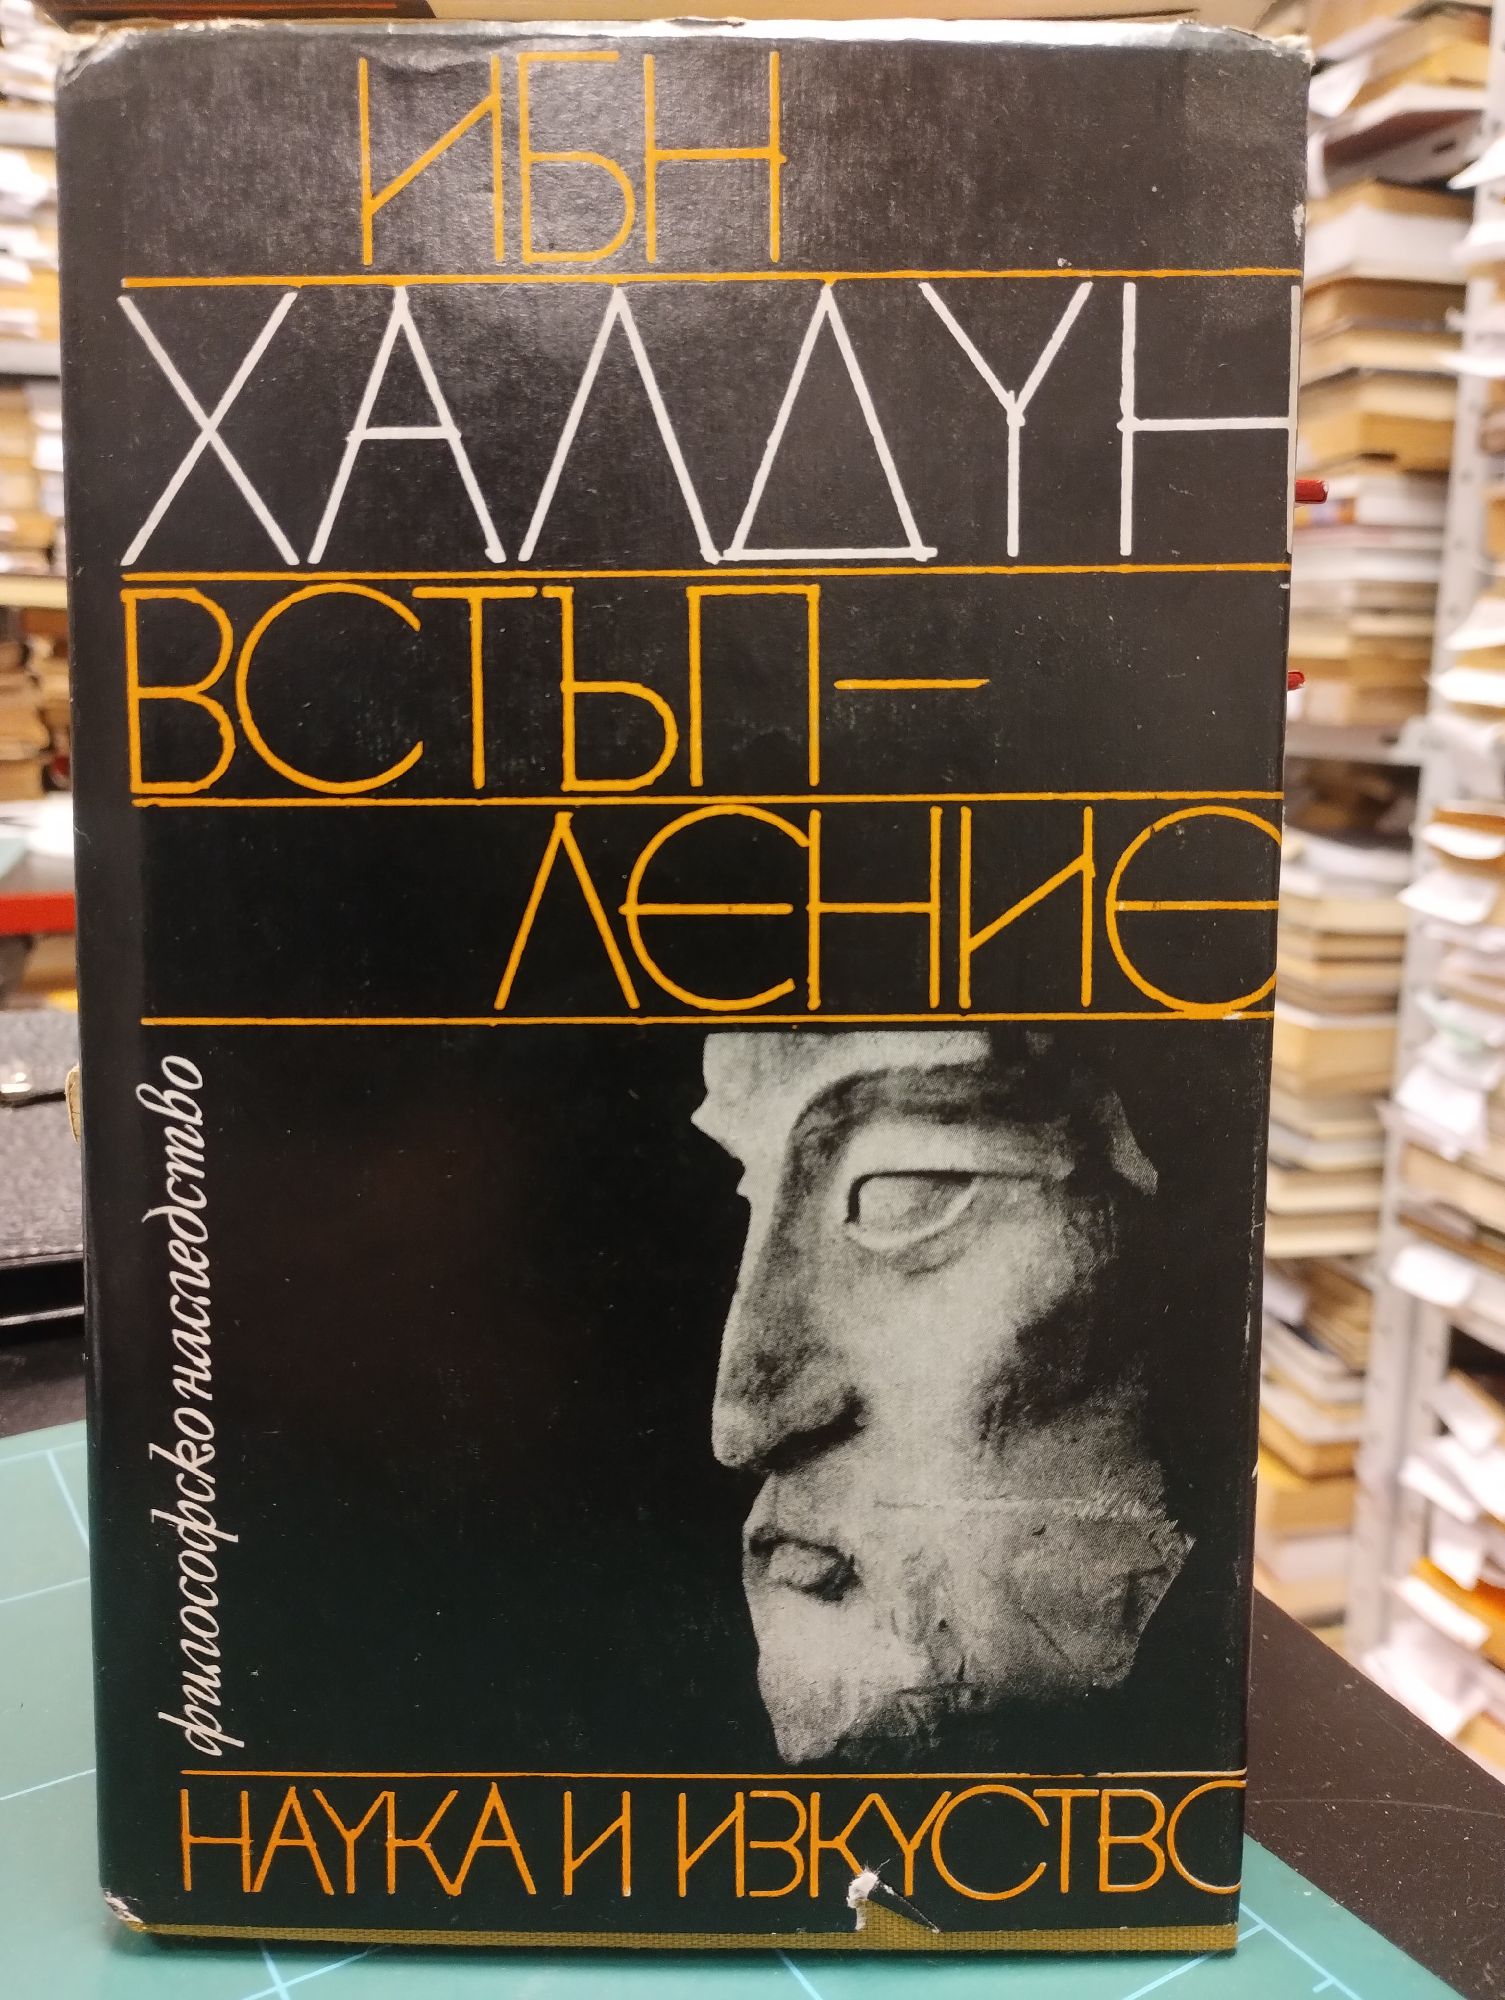 ИБН
ХАЛДУН
ВСТЪП-
ЛЕНИЕ
философско наследство
НАУКА И ИЗКУСТВО